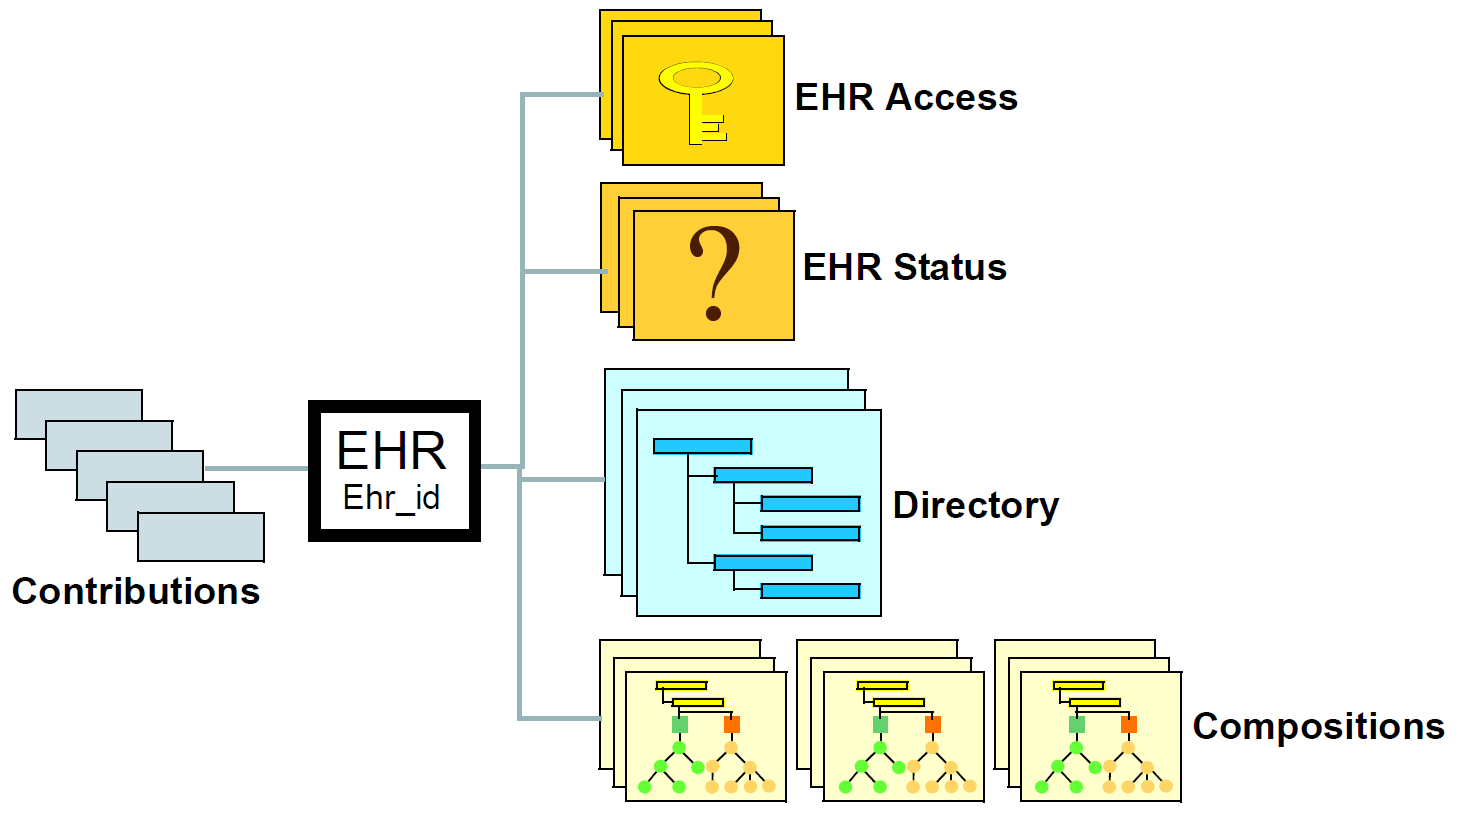 EHR Access
EHR Status
EHR
Ehr_id
Directory
Contributions
Compositions
?